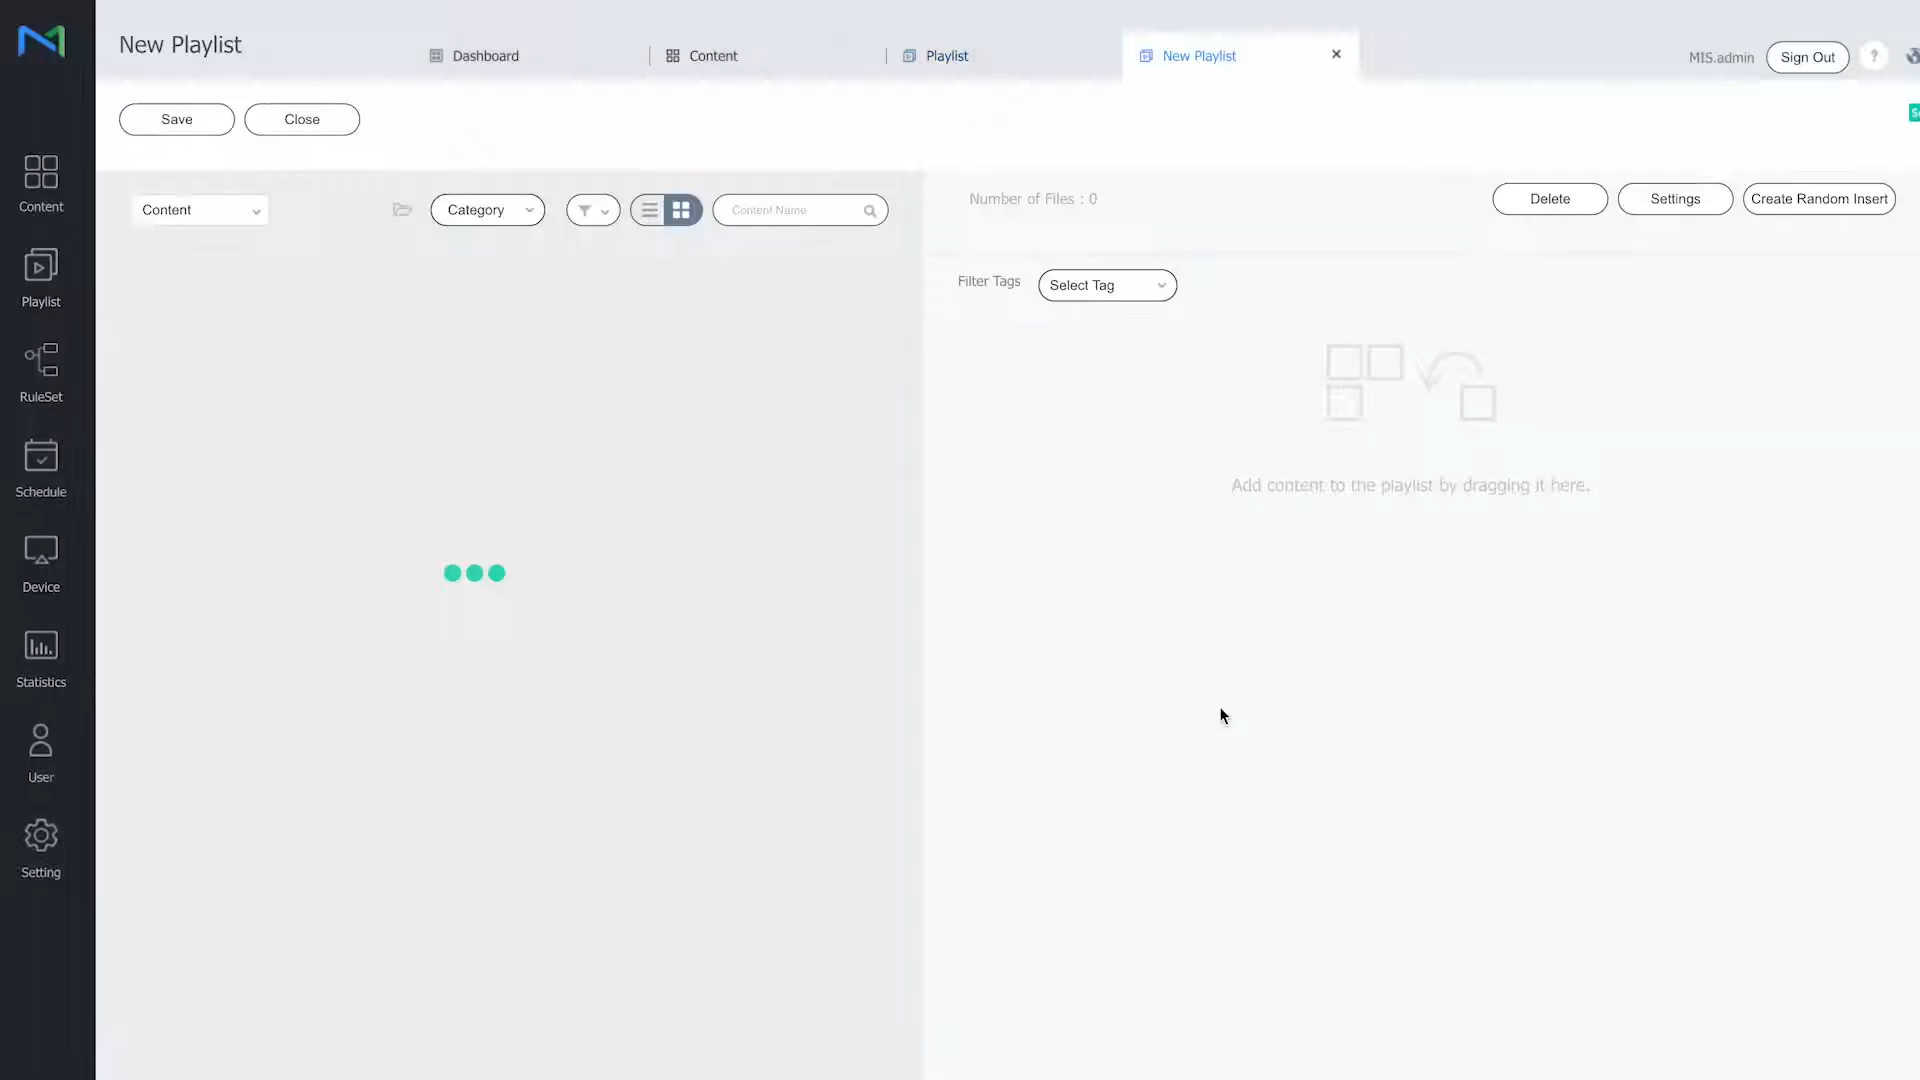 New Playlist
Dashboard
Content
Playlist
New Playlist
MIS.admin
Sign Out
?
Save
Close
Content
Category
Content Name
Number of Files : 0
Delete
Settings
Create Random Insert
Filter Tags
Select Tag
Add content to the playlist by dragging it here.
Content
Playlist
RuleSet
Schedule
Device
Statistics
User
Setting